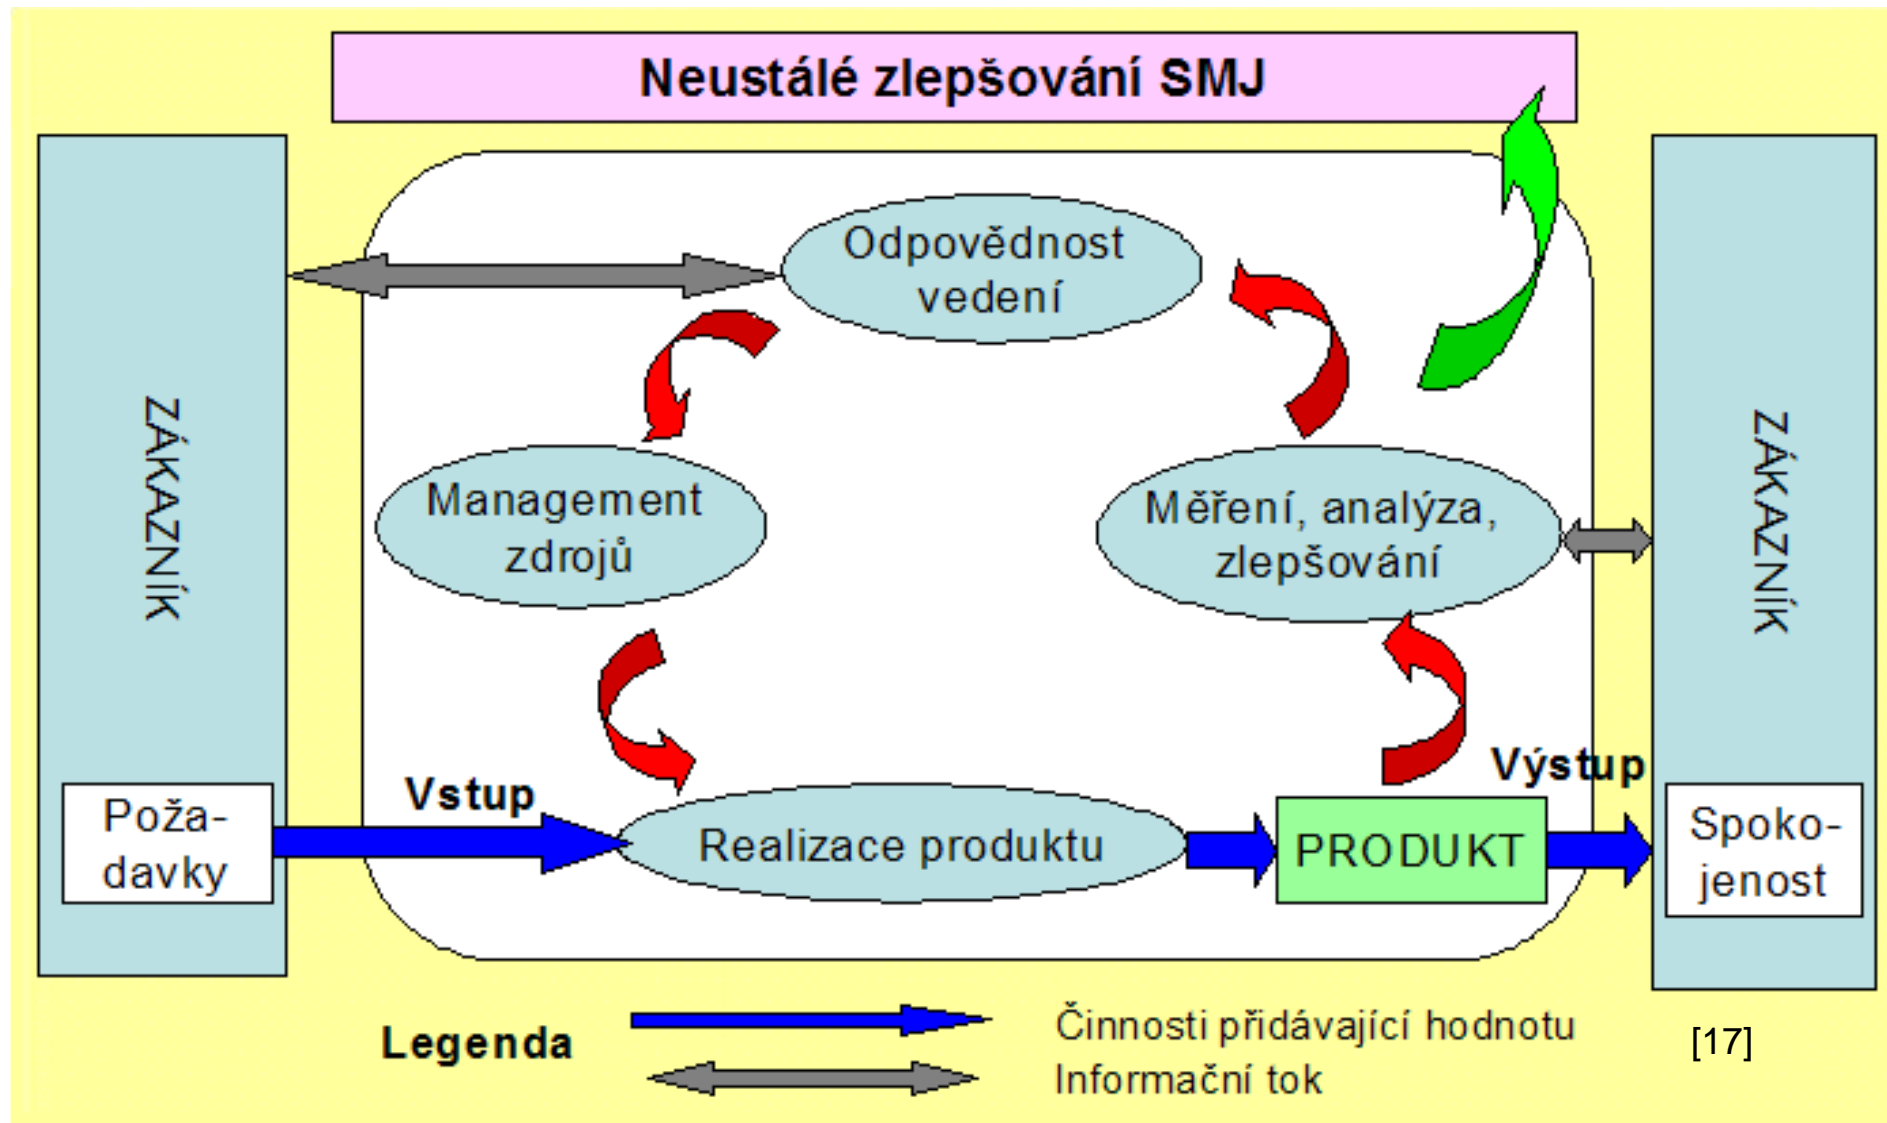 Neustálé zlepšování SMJ
Odpovědnost
vedení
ZÁKAZNÍK
ZÁKAZNÍK
Management
zdrojů
Měření, analýza,
zlepšování
Vstup
Výstup
Poža-
davky
Realizace produktu
PRODUKT
Spoko-
jenost
Legenda
Činnosti přidávající hodnotu
Informační tok
[17]